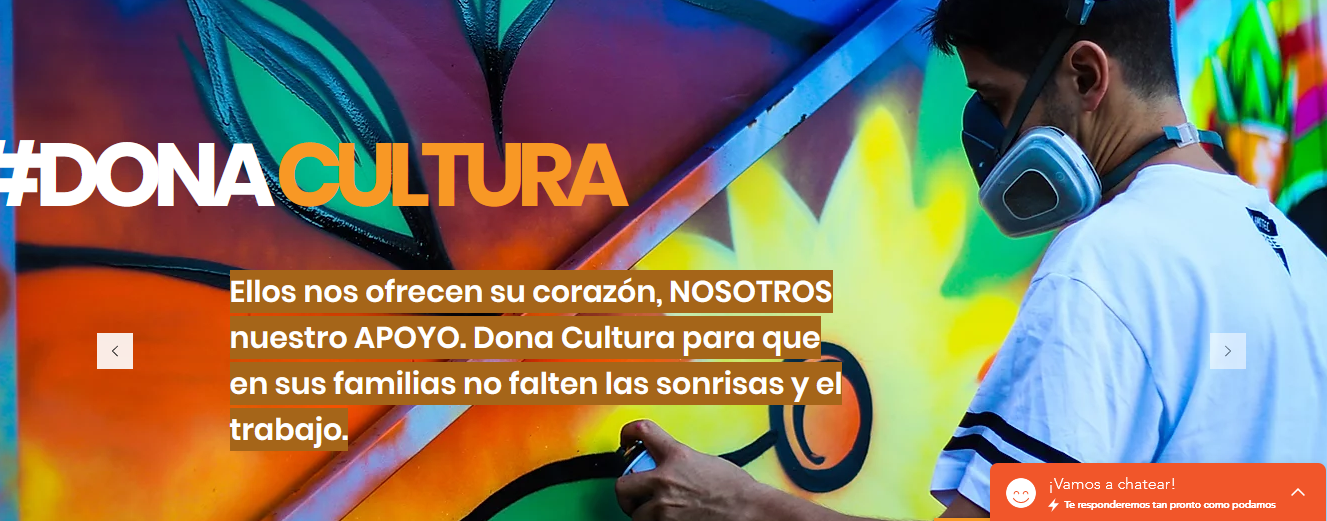 #DONA CULTURA
Ellos nos ofrecen su corazón, NOSOTROS
nuestro APOYO. Dona Cultura para que
en sus familias no falten las sonrisas y el
trabajo.
¡Vamos a chatear!
Te responderemos tan pronto como podamos